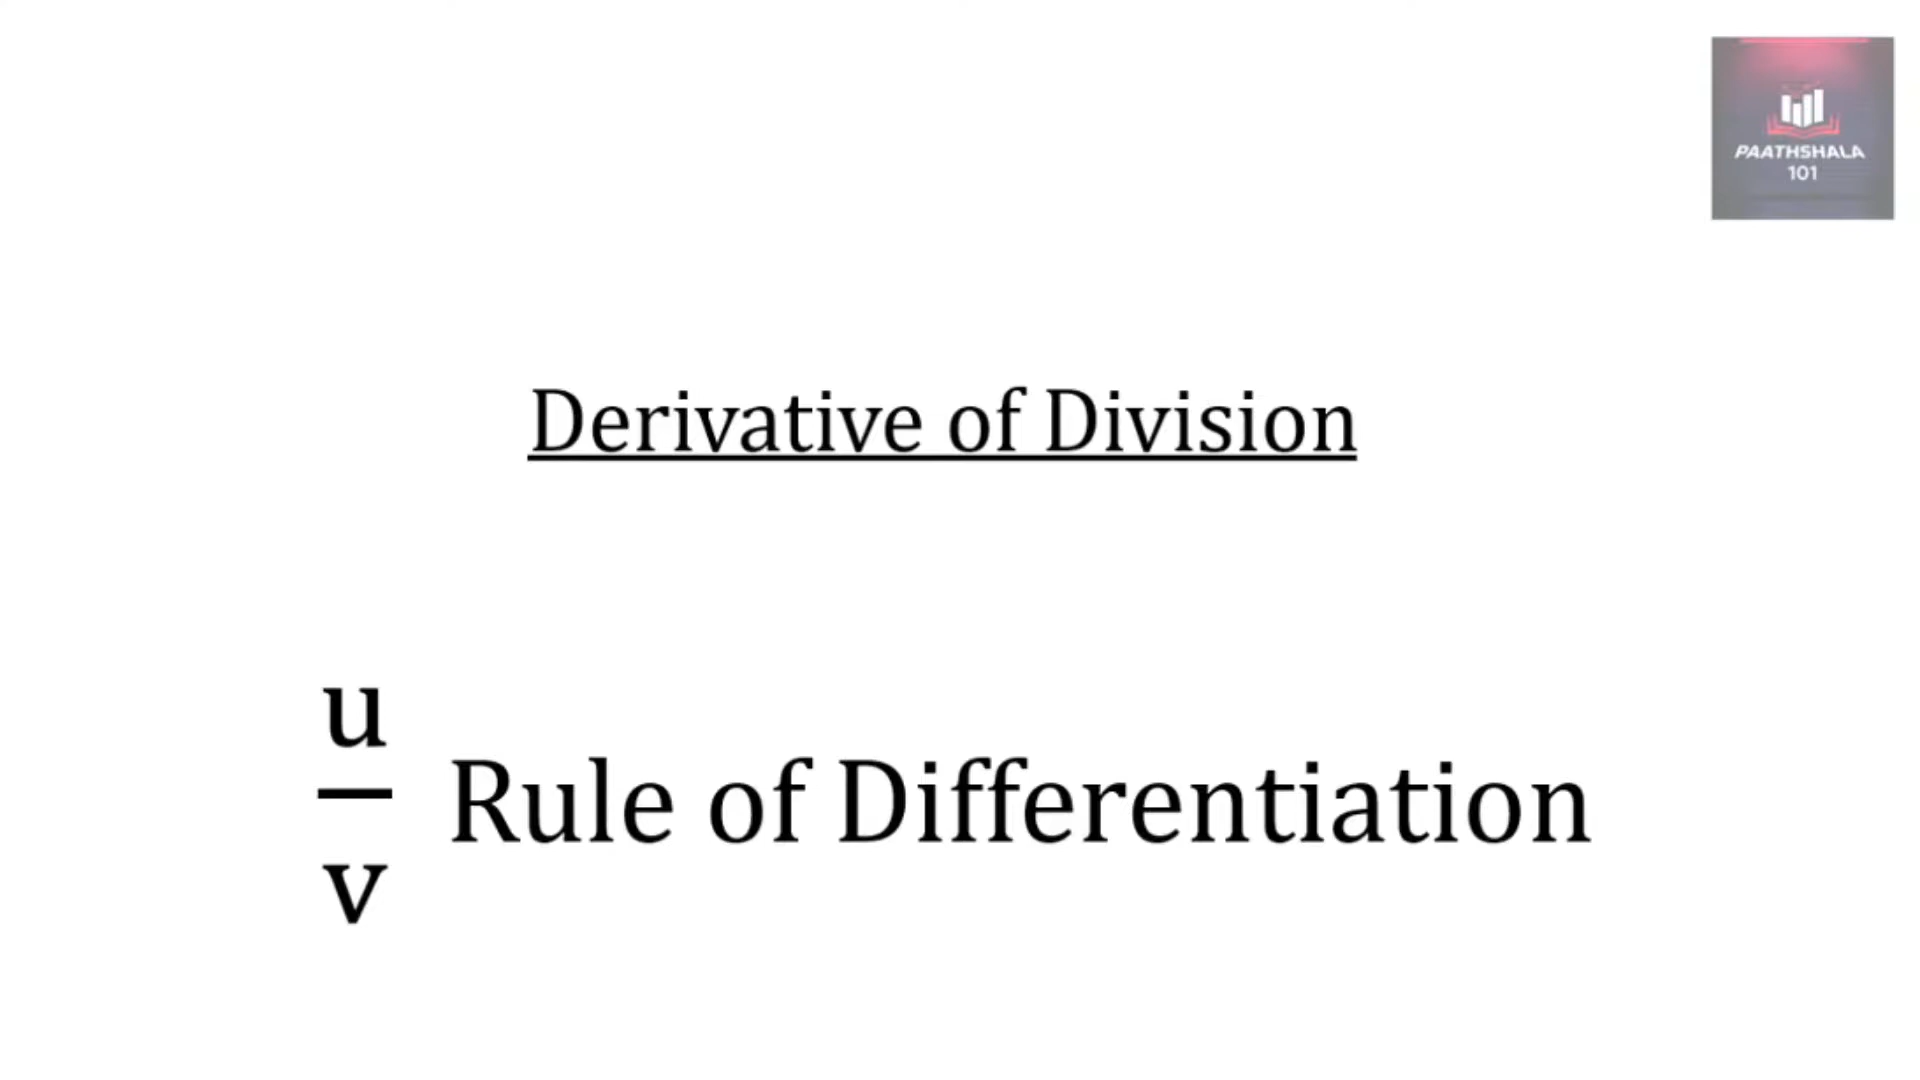 PAATHSHALA
101
Derivative of Division
u
v
Rule of Differentiation